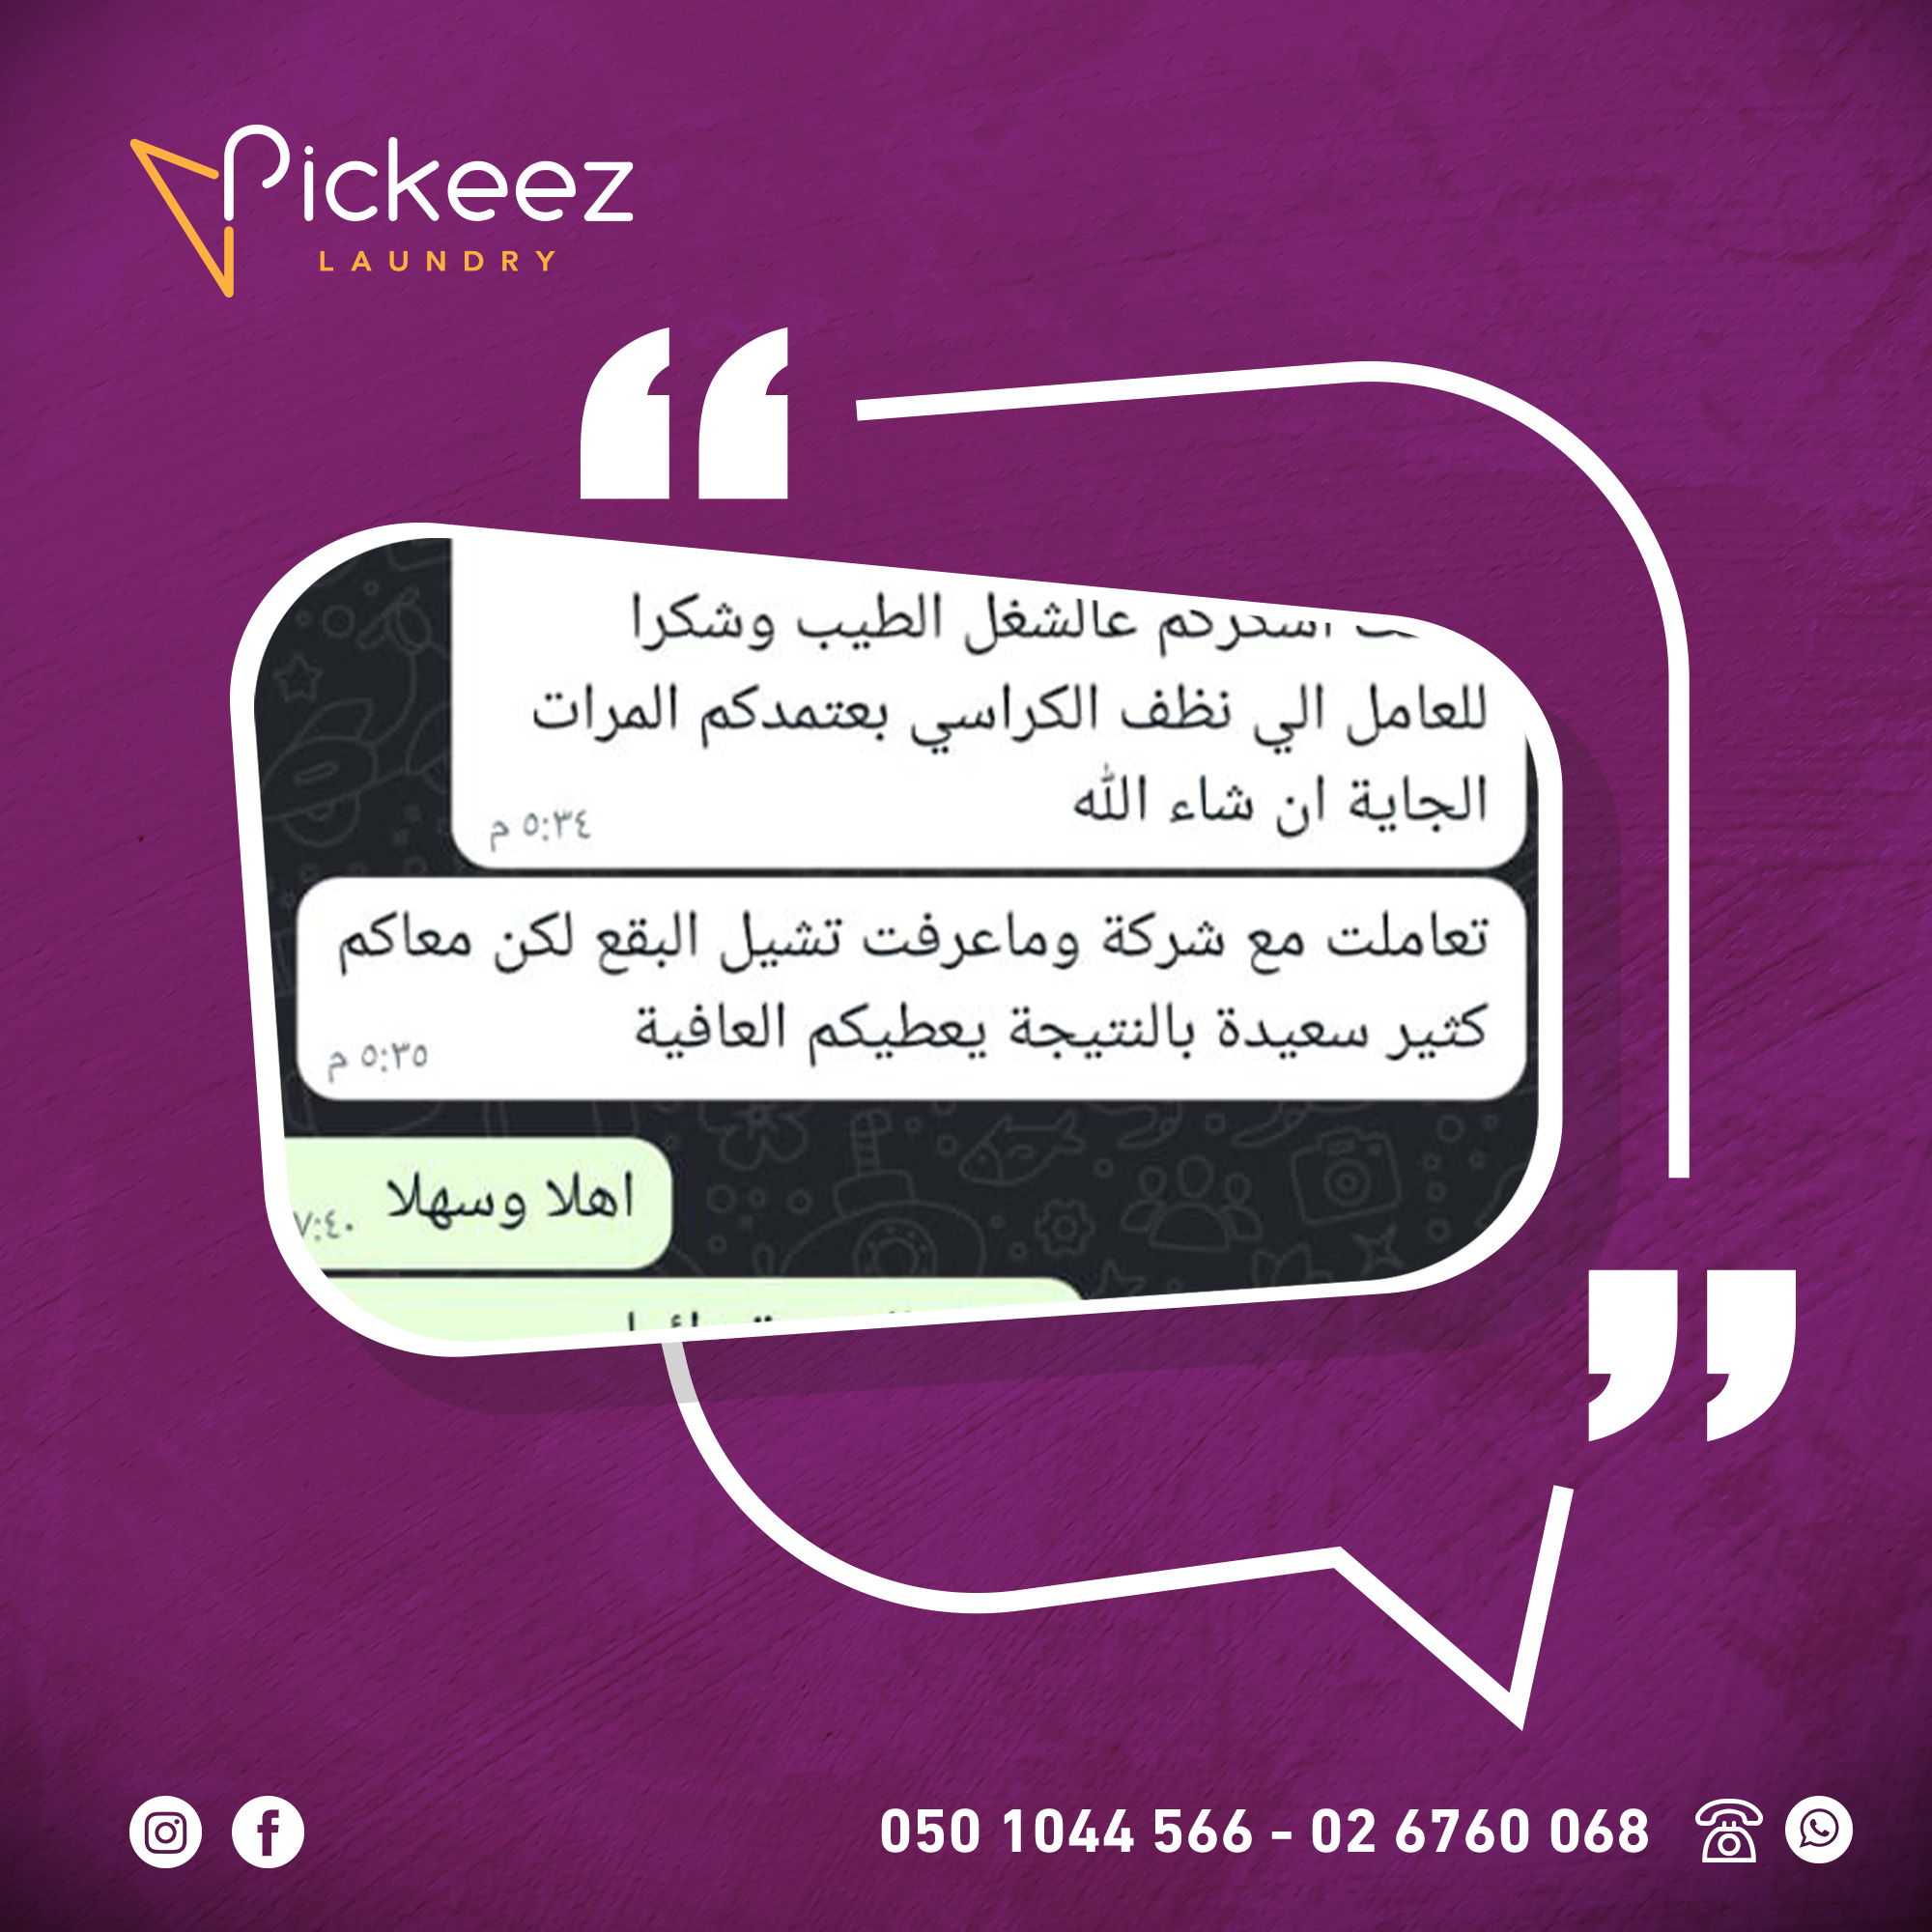 Pickeez
LAUNDRY
عالشغل الطيب وشكرا
للعامل الي نظف الكراسي بعتمدكم المرات
الجاية ان شاء الله
٥:٣٤ م
تعاملت مع شركة وماعرفت تشيل البقع لكن معاكم
كثير سعيدة بالنتيجة يعطيكم العافية
٥:٣٥ م
اهلا وسهلا
٧:٤٠
050 1044 566 - 02 6760 068